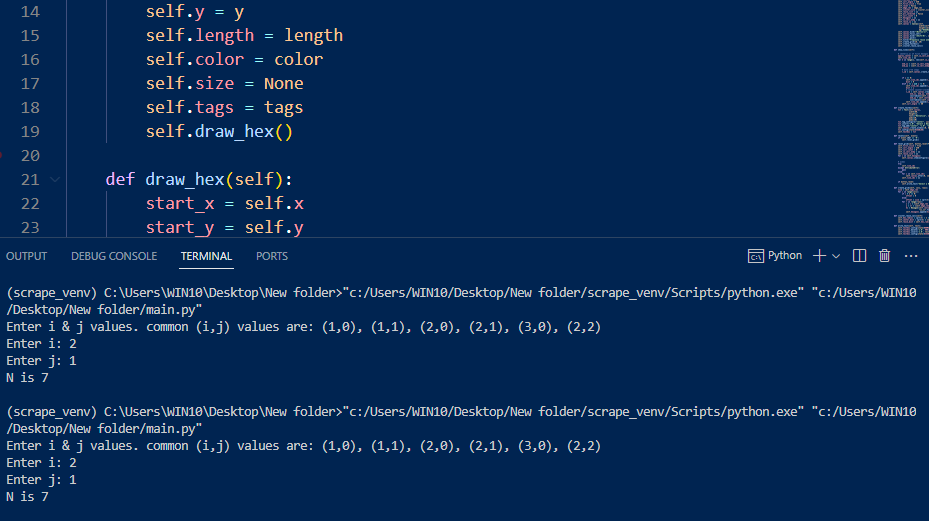 14 self.y = y
15 self.length = length
16 self.color = color
17 self.size = None
18 self.tags = tags
19 self.draw_hex()
20
21 def draw_hex(self):
22 start_x = self.x
23 start_y = self.y
OUTPUT DEBUG CONSOLE TERMINAL PORTS Python
(scrape_venv) C:\Users\WIN10\Desktop\New folder>"c:/Users/WIN10/Desktop/New folder/scrape_venv/Scripts/python.exe" "c:/Users/WIN10
/Desktop/New folder/main.py"
Enter i & j values. common (i,j) values are: (1,0), (1,1), (2,0), (2,1), (3,0), (2,2)
Enter i: 2
Enter j: 1
N is 7
(scrape_venv) C:\Users\WIN10\Desktop\New folder>"c:/Users/WIN10/Desktop/New folder/scrape_venv/Scripts/python.exe" "c:/Users/WIN10
/Desktop/New folder/main.py"
Enter i & j values. common (i,j) values are: (1,0), (1,1), (2,0), (2,1), (3,0), (2,2)
Enter i: 2
Enter j: 1
N is 7